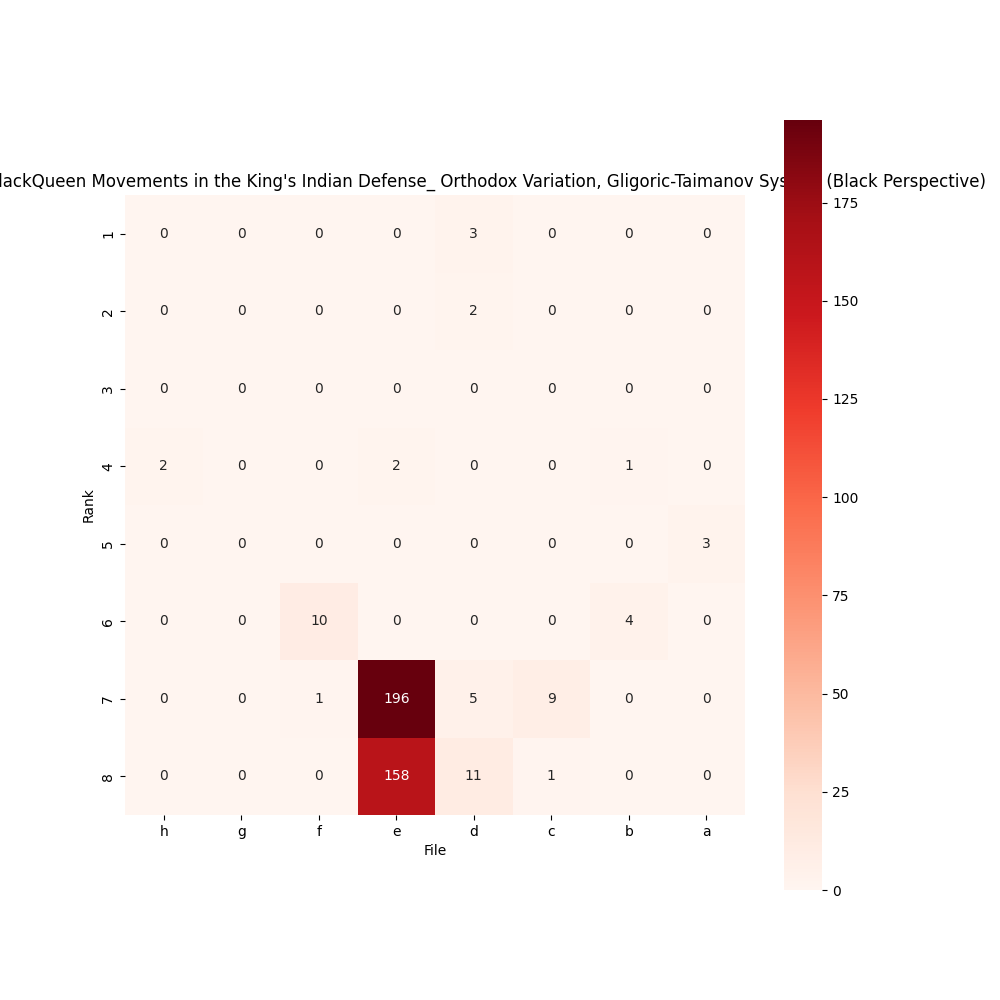 lackQueen Movements in the King's Indian Defense_ Orthodox Variation, Gligoric-Taimanov Sys (Black Perspective)
1 0 0 0 0 3 0 0 0
2 0 0 0 0 2 0 0 0
3 0 0 0 0 0 0 0 0
4 2 0 0 2 0 0 1 0
5 0 0 0 0 0 0 0 3
6 0 0 10 0 0 0 4 0
7 0 0 1 196 5 9 0 0
8 0 0 0 158 11 1 0 0
h g f e d c b a
File
Rank
175
150
125
100
75
50
25
0